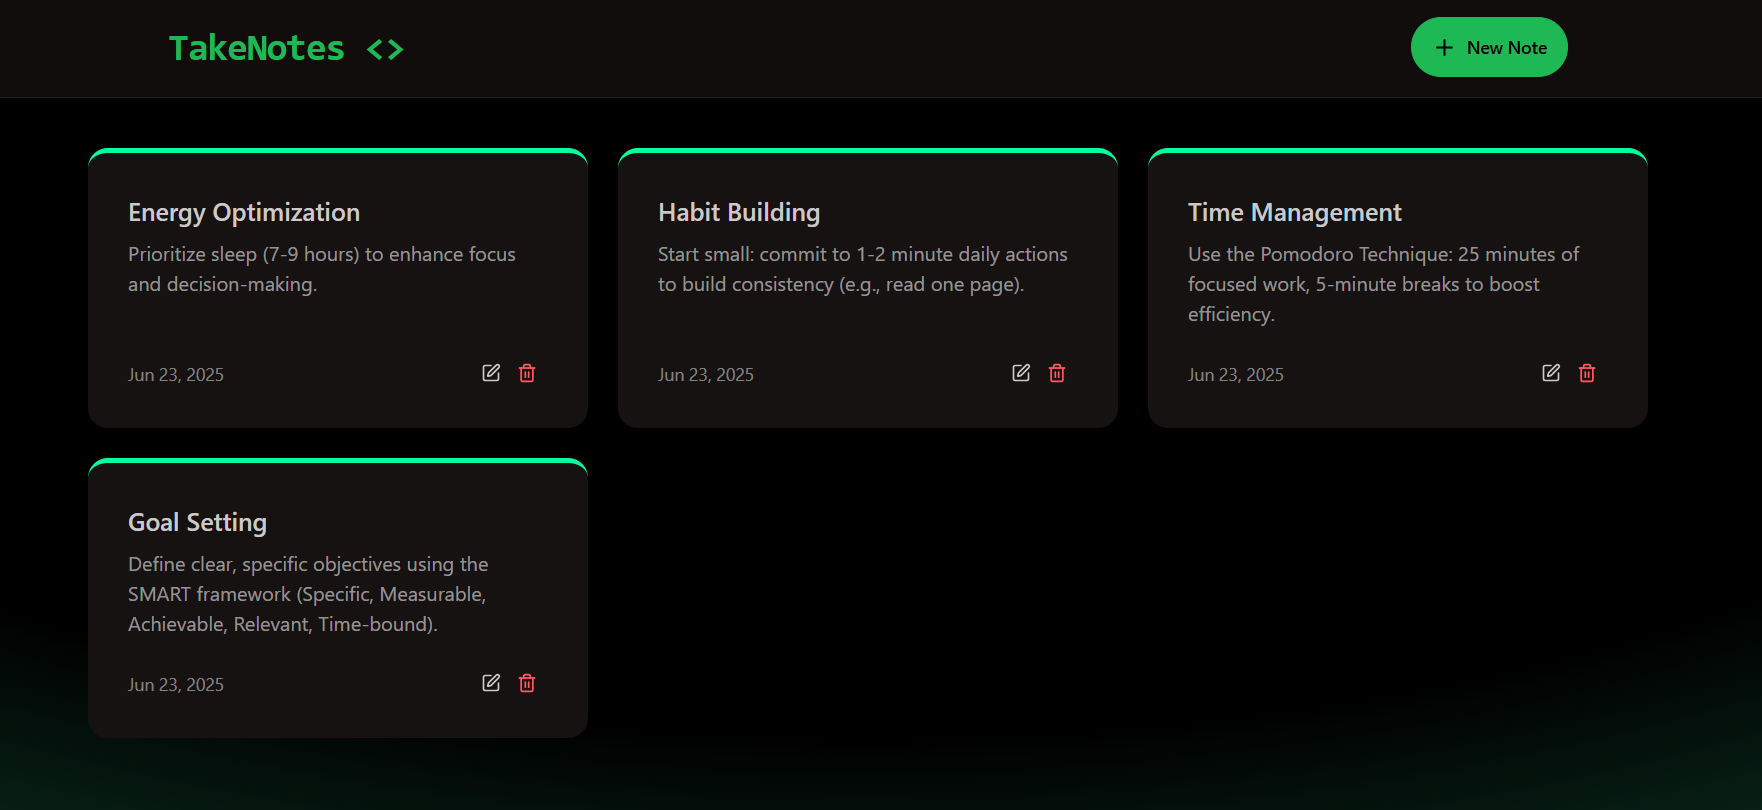 TakeNotes <>
+ New Note
Energy Optimization
Prioritize sleep (7-9 hours) to enhance focus
and decision-making.
Jun 23, 2025
Habit Building
Start small: commit to 1-2 minute daily actions
to build consistency (e.g., read one page).
Jun 23, 2025
Time Management
Use the Pomodoro Technique: 25 minutes of
focused work, 5-minute breaks to boost
efficiency.
Jun 23, 2025
Goal Setting
Define clear, specific objectives using the
SMART framework (Specific, Measurable,
Achievable, Relevant, Time-bound).
Jun 23, 2025